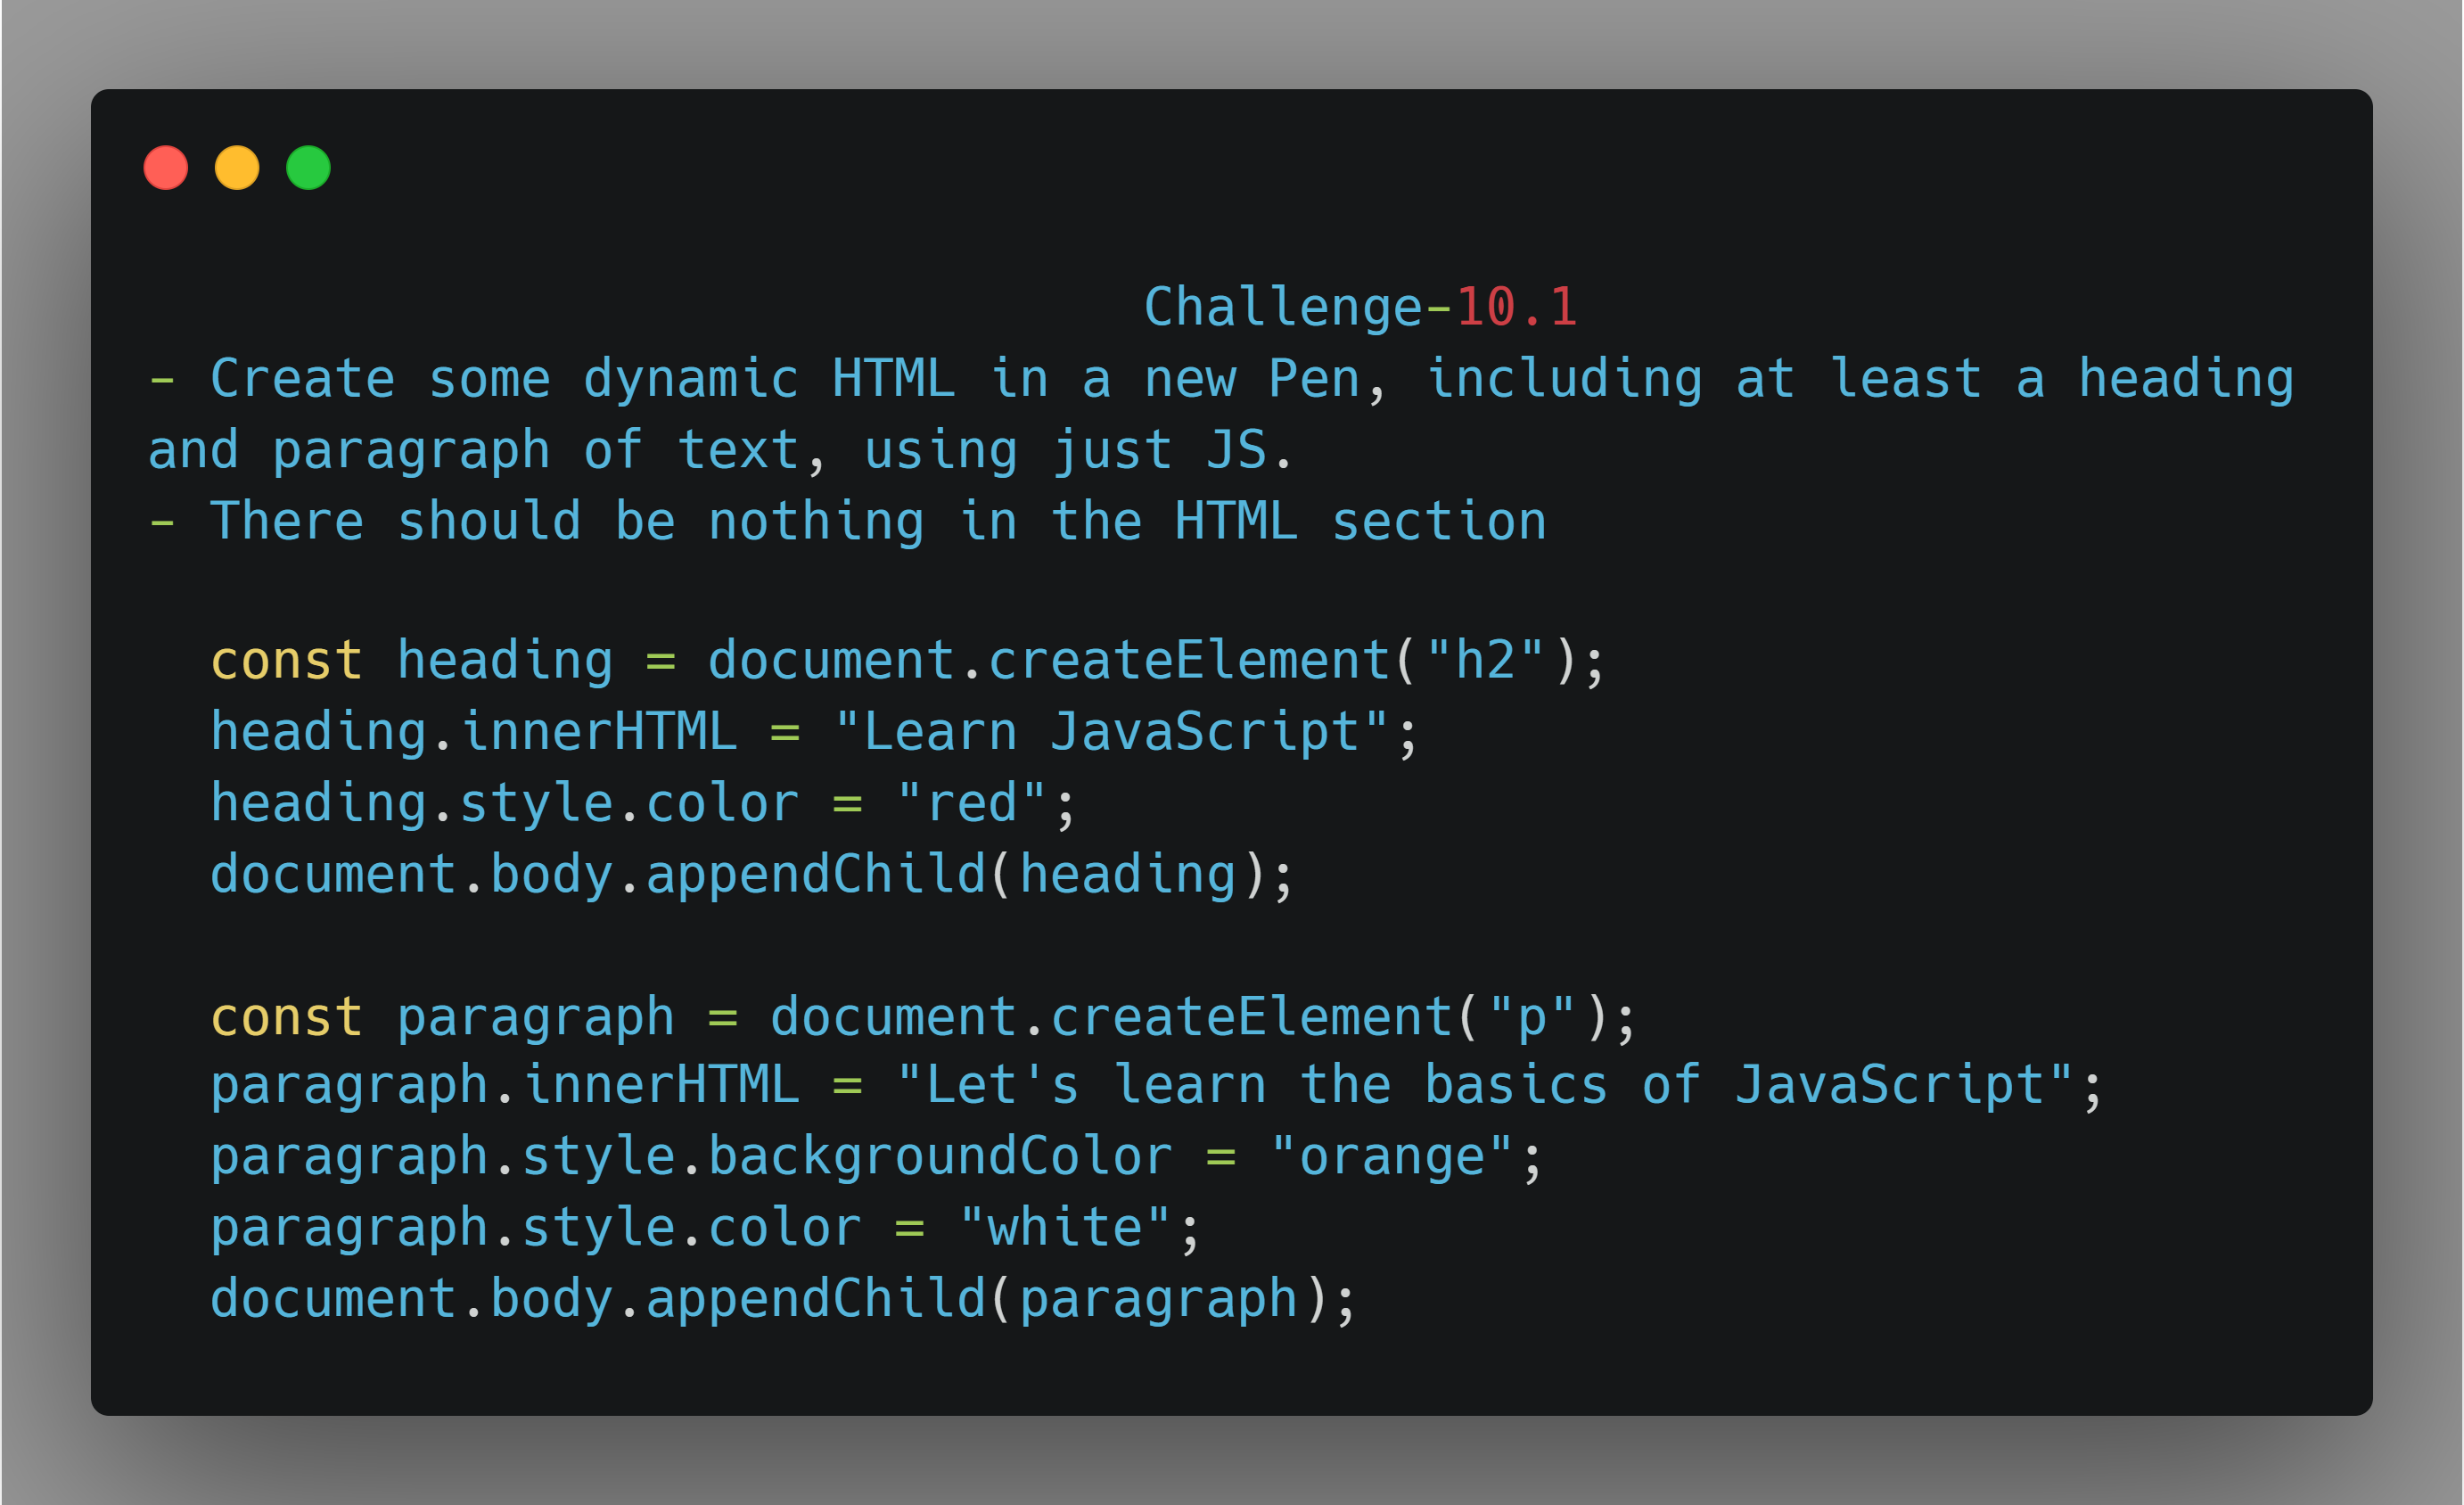 Challenge-10.1
- Create some dynamic HTML in a new Pen, including at least a heading
and paragraph of text, using just JS.
- There should be nothing in the HTML section
const heading = document.createElement("h2");
heading.innerHTML = "Learn JavaScript";
heading.style.color = "red";
document.body.appendChild(heading);
const paragraph = document.createElement("p");
paragraph.innerHTML = "Let's learn the basics of JavaScript";
paragraph.style.backgroundColor = "orange";
paragraph.style.color = "white";
document.body.appendChild(paragraph);